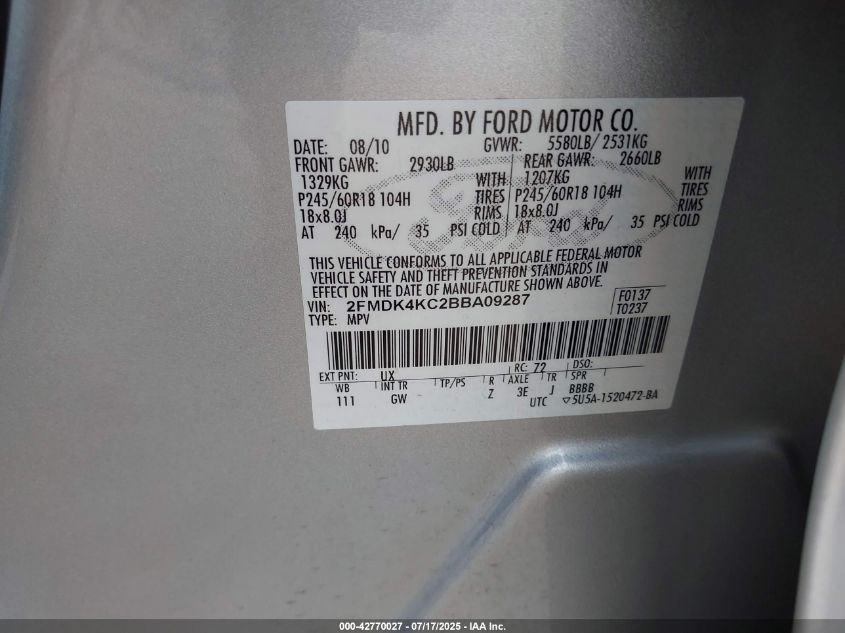 MFD. BY FORD MOTOR CO.
DATE: 08/10 GVWR: 5580LB/ 2531KG
FRONT GAWR: 2930LB REAR GAWR: 2660LB
1329KG WITH 1207KG WITH
P245/60R18 104H TIRES P245/60R18 104H TIRES
18x8.0J RIMS 18x8.0J RIMS
AT 240 kPa/ 35 PSI COLD AT 240 kPa/ 35 PSI COLD
Ford
THIS VEHICLE CONFORMS TO ALL APPLICABLE FEDERAL MOTOR
VEHICLE SAFETY AND THEFT PREVENTION STANDARDS IN
EFFECT ON THE DATE OF MANUFACTURE SHOWN ABOVE.
VIN: 2FMDK4KC2BBA09287 F0137
TYPE: MPV T0237
EXT PNT: UX RC: 72 DSO:
WB INT TR TP/PS R AXLE TR SPR
111 GW Z 3E J BBBB
UTC ▽5U5A-1520472-BA
000-42770027 - 07/17/2025 - IAA Inc.